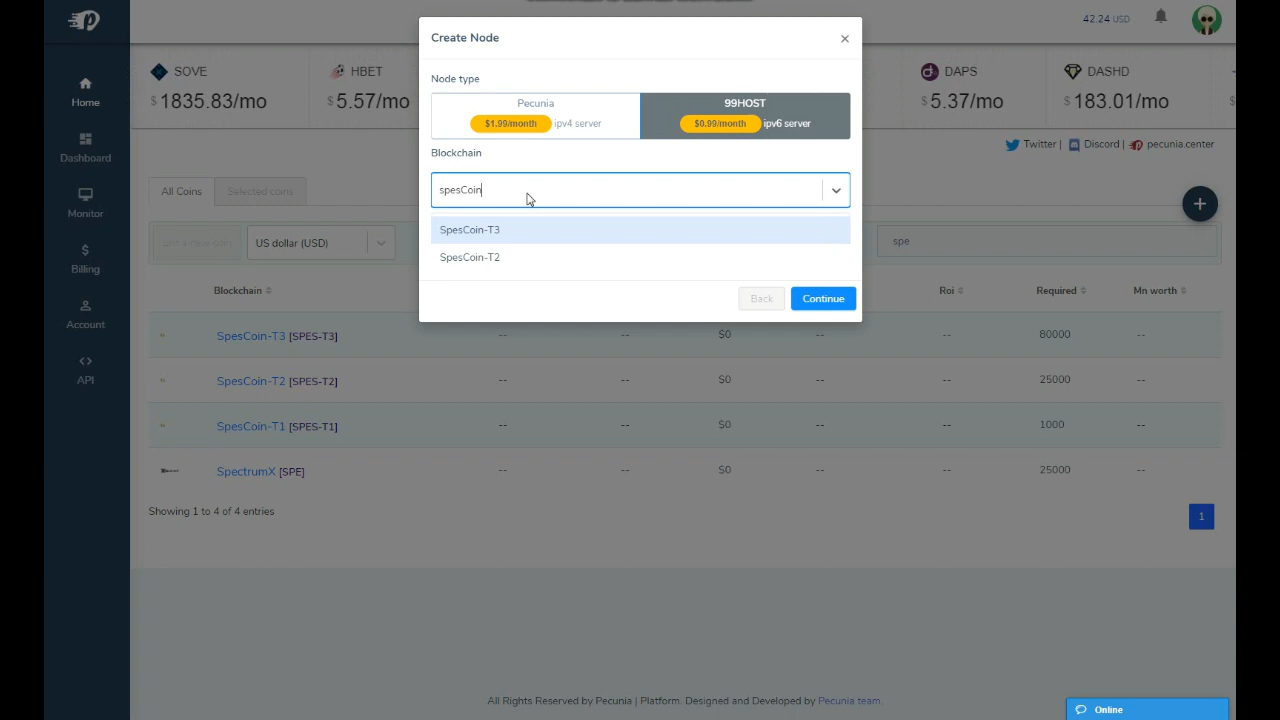 42.24 USD
SOVE
$ 1835.83/mo
HBET
$ 5.57/mo
DAPS
$ 5.37/mo
DASHD
$ 183.01/mo
Home
Dashboard
Monitor
Billing
Account
API
Twitter | Discord | pecunia.center
Create Node
×
Node type
Pecunia
$1.99/month ipv4 server
99HOST
$0.99/month ipv6 server
Blockchain
spesCoin
SpesCoin-T3
SpesCoin-T2
Back
Continue
All Coins
Selected coins
US dollar (USD)
spe
+
Blockchain
Roi
Required
Mn worth
SpesCoin-T3 [SPES-T3] -- -- $0 -- -- 80000 --
SpesCoin-T2 [SPES-T2] -- -- $0 -- -- 25000 --
SpesCoin-T1 [SPES-T1] -- -- $0 -- -- 1000 --
SpectrumX [SPE] -- -- $0 -- -- 25000 --
Showing 1 to 4 of 4 entries
1
All Rights Reserved by Pecunia | Platform. Designed and Developed by Pecunia team.
Online